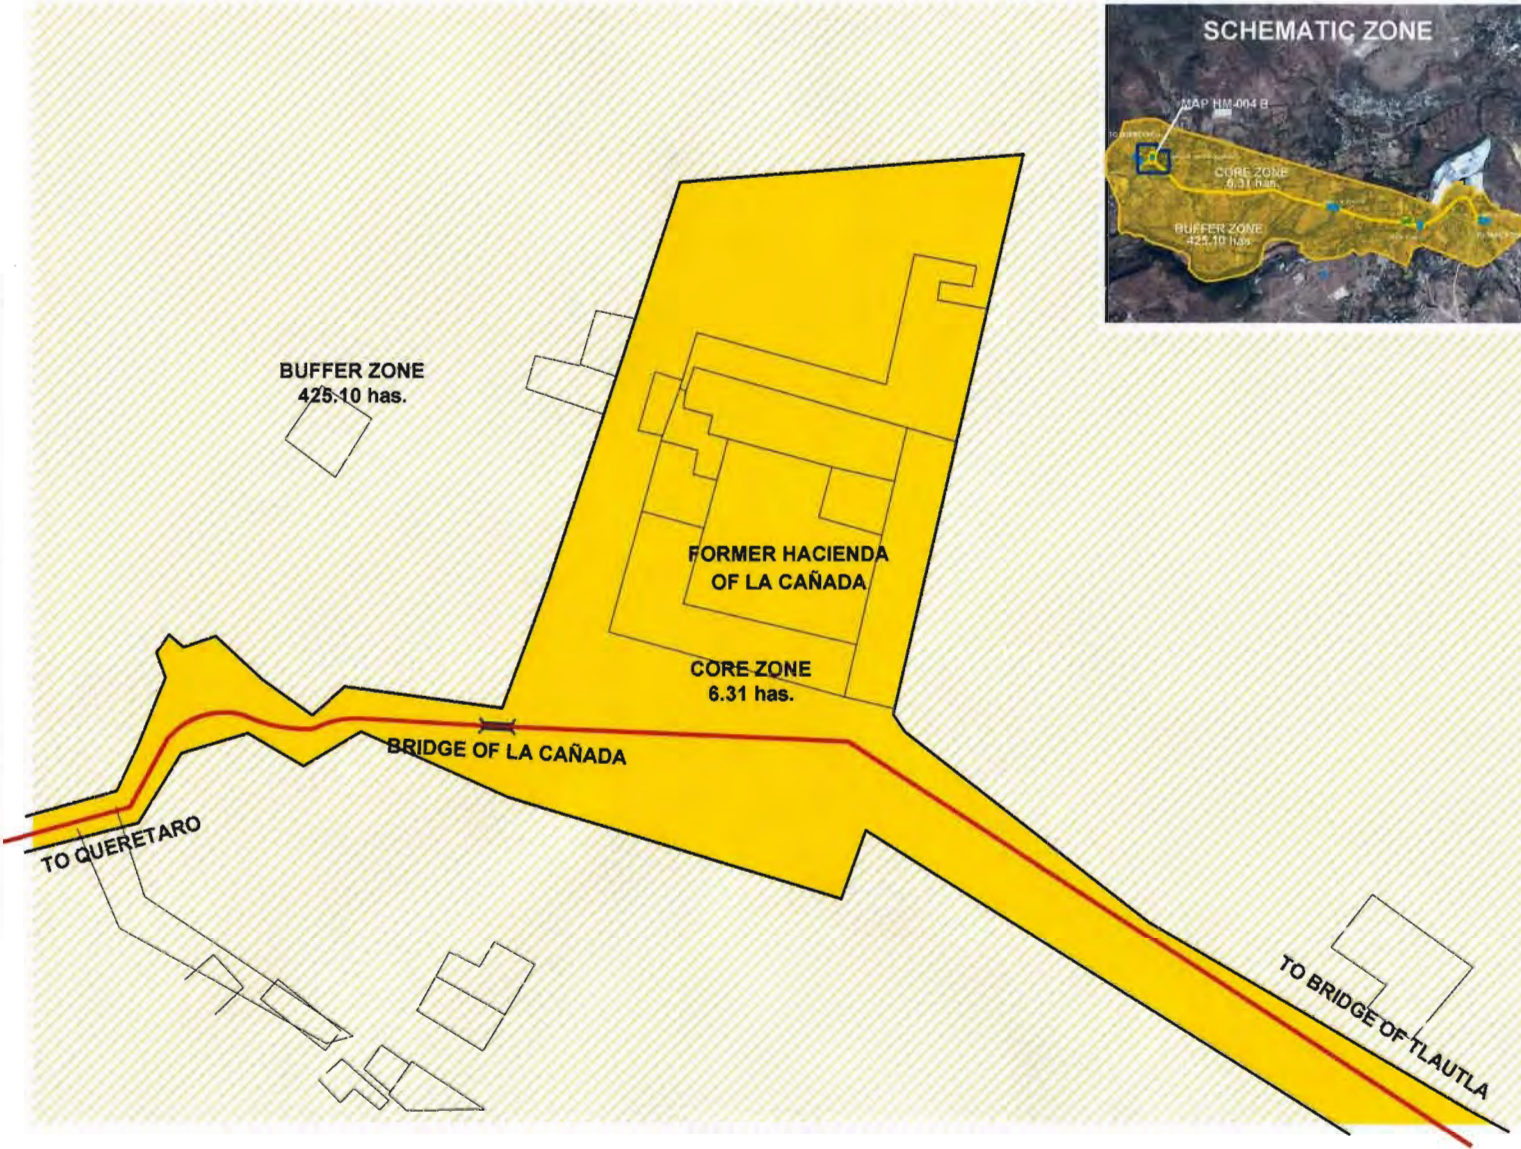 SCHEMATIC ZONE
MAP HM-004 B
CORE ZONE
6.31 has.
BUFFER ZONE
425.10 has.
BUFFER ZONE
425.10 has.
FORMER HACIENDA
OF LA CAÑADA
CORE ZONE
6.31 has.
BRIDGE OF LA CAÑADA
TO QUERETARO
TO BRIDGE OF TLAUTLA